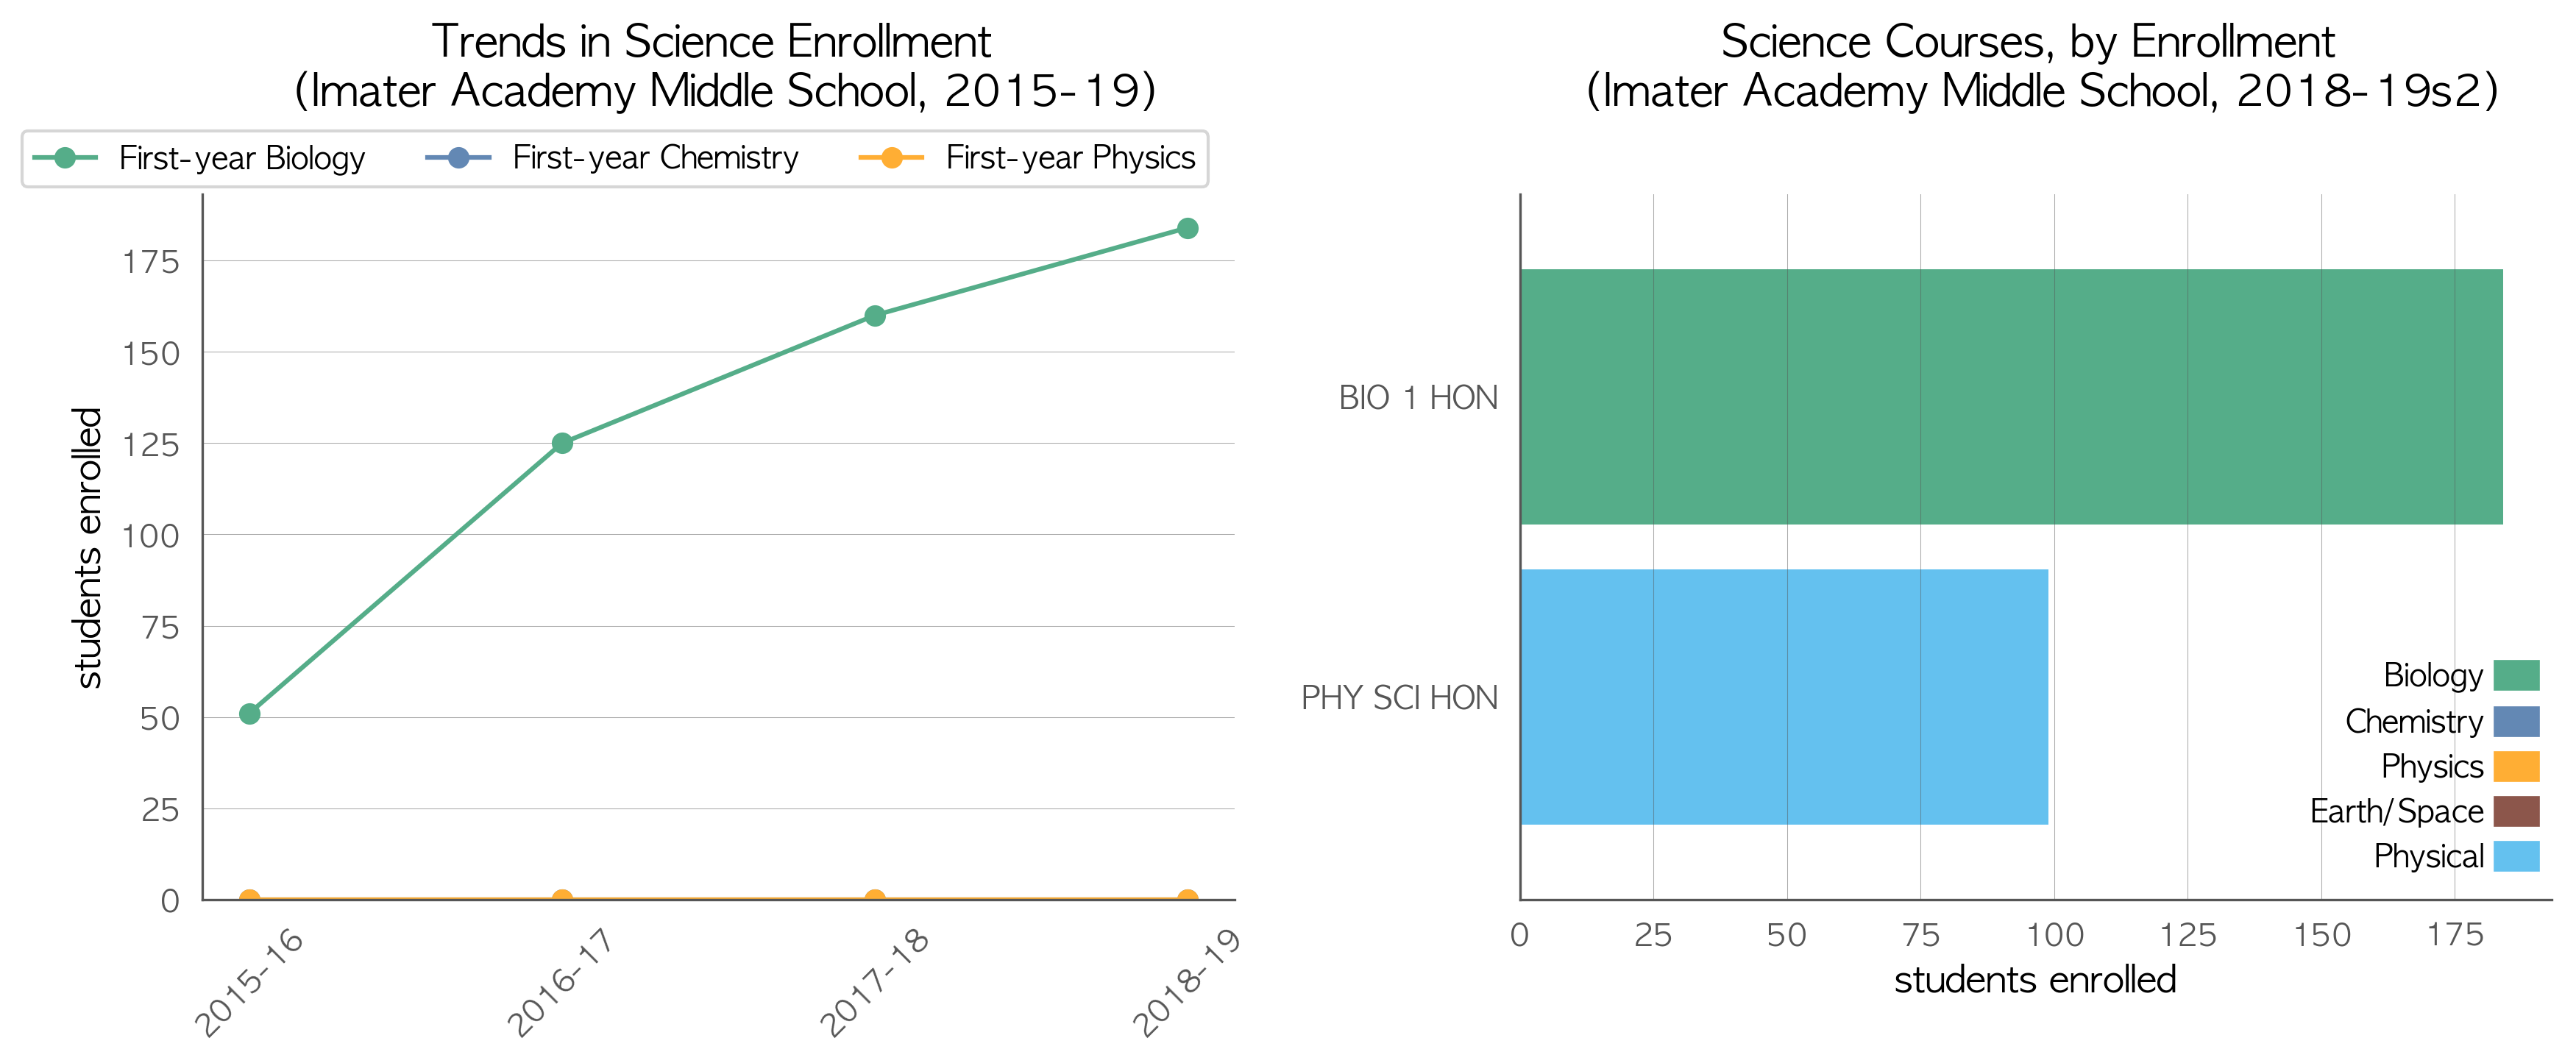 Trends in Science Enrollment
(Imater Academy Middle School, 2015-19)
First-year Biology
First-year Chemistry
First-year Physics
students enrolled
175
150
125
100
75
50
25
0
2015-16
2016-17
2017-18
2018-19
Science Courses, by Enrollment
(Imater Academy Middle School, 2018-19s2)
BIO 1 HON
PHY SCI HON
Biology
Chemistry
Physics
Earth/Space
Physical
0
25
50
75
100
125
150
175
students enrolled